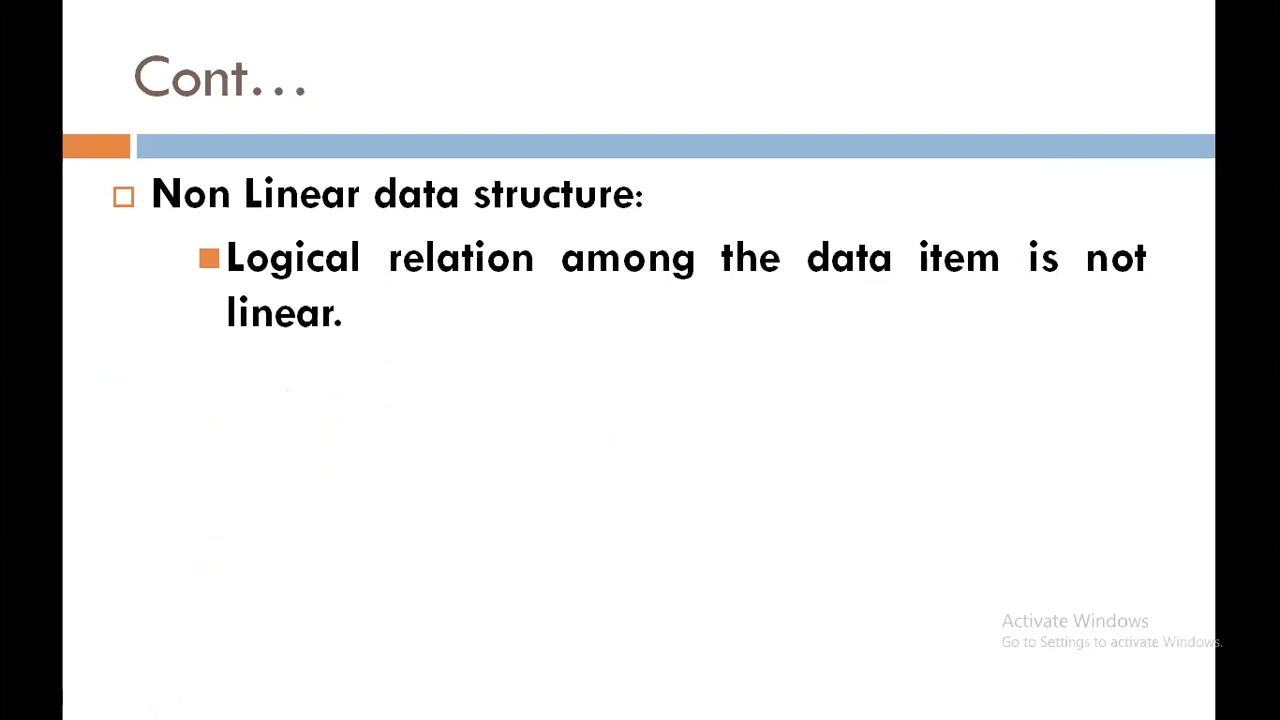 Cont...
Non Linear data structure:
Logical relation among the data item is not
linear.
Activate Windows
Go to Settings to activate Windows.